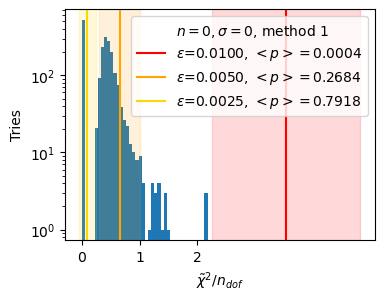 n = 0, σ = 0, method 1
ε=0.0100, < p >= 0.0004
ε=0.0050, < p >= 0.2684
ε=0.0025, < p >= 0.7918
Tries
10²
10¹
10⁰
0 1 2
χ̃²/n_dof